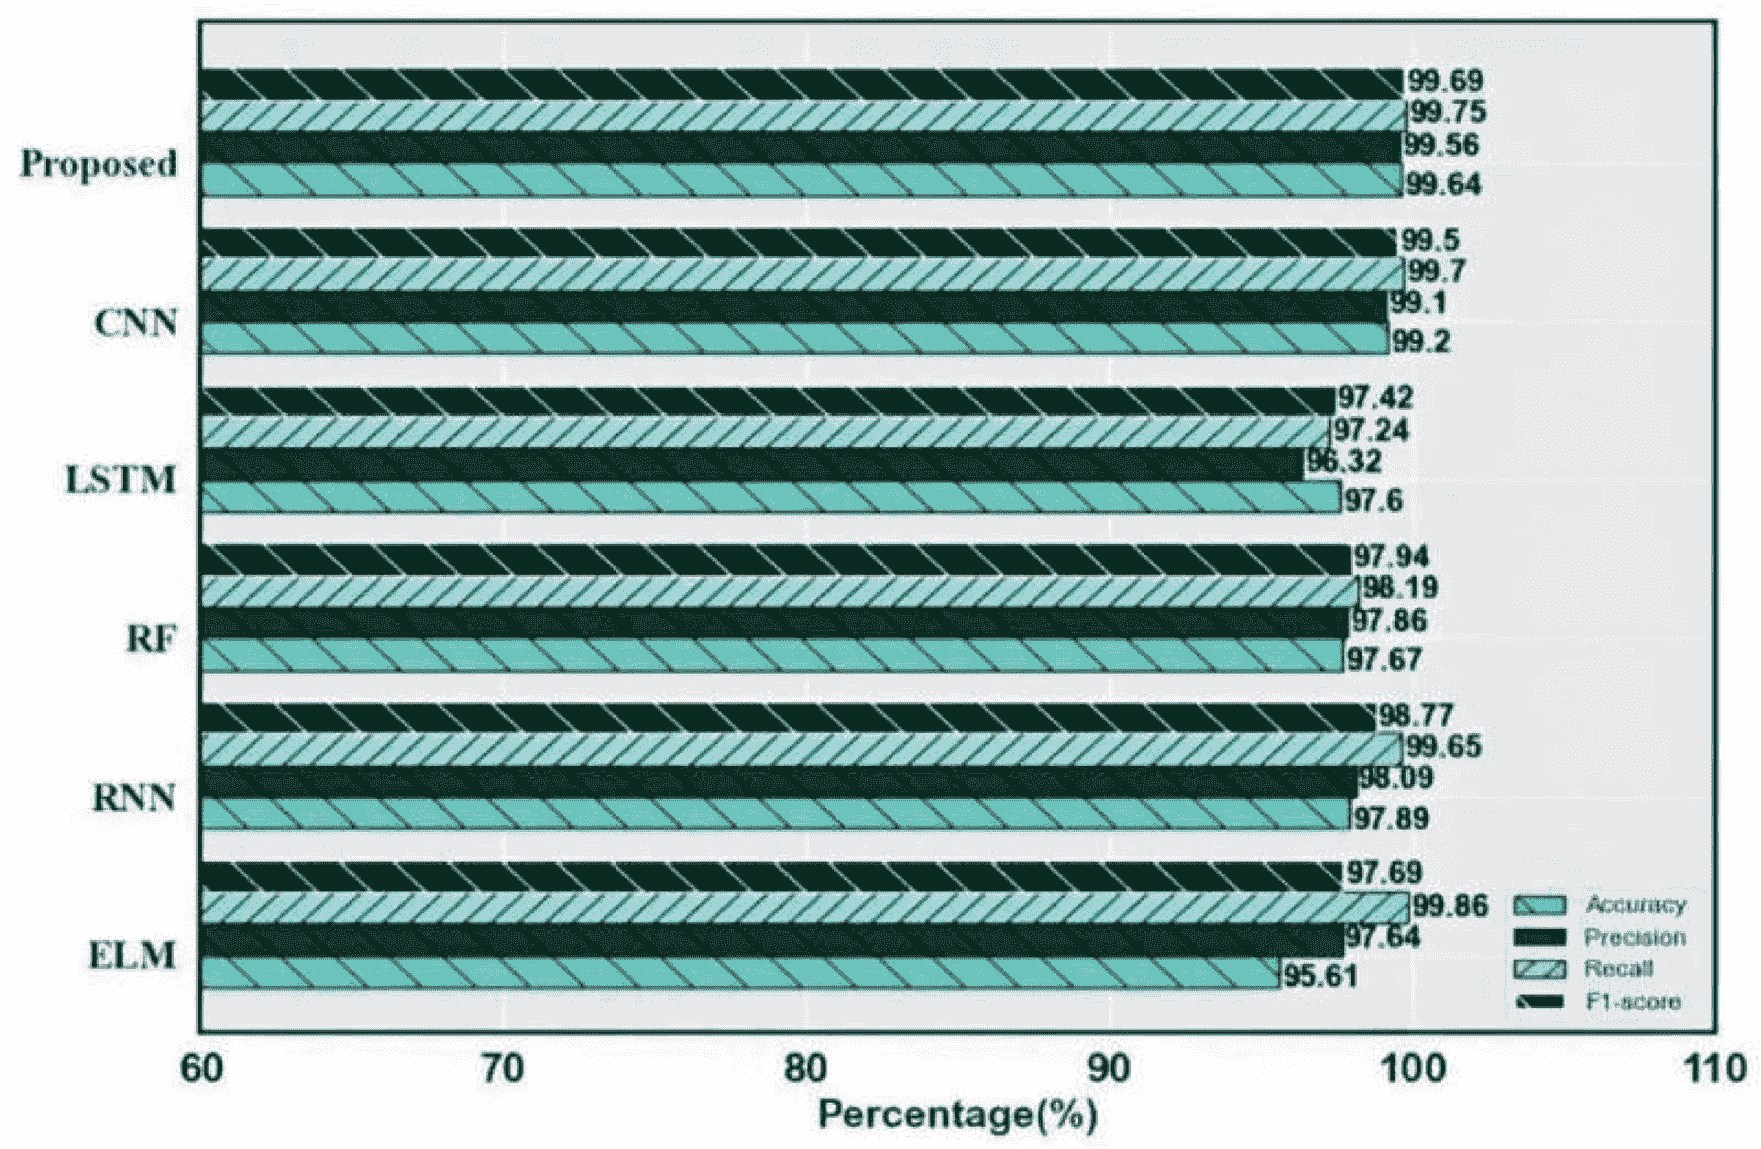 99.69
99.75
99.56
Proposed
99.64
99.5
99.7
99.1
CNN
99.2
97.42
97.24
96.32
LSTM
97.6
97.94
98.19
97.86
RF
97.67
98.77
99.65
98.09
RNN
97.89
97.69
99.86
97.64
ELM
95.61
Accuracy
Precision
Recall
F1-score
60 70 80 90 100 110
Percentage(%)